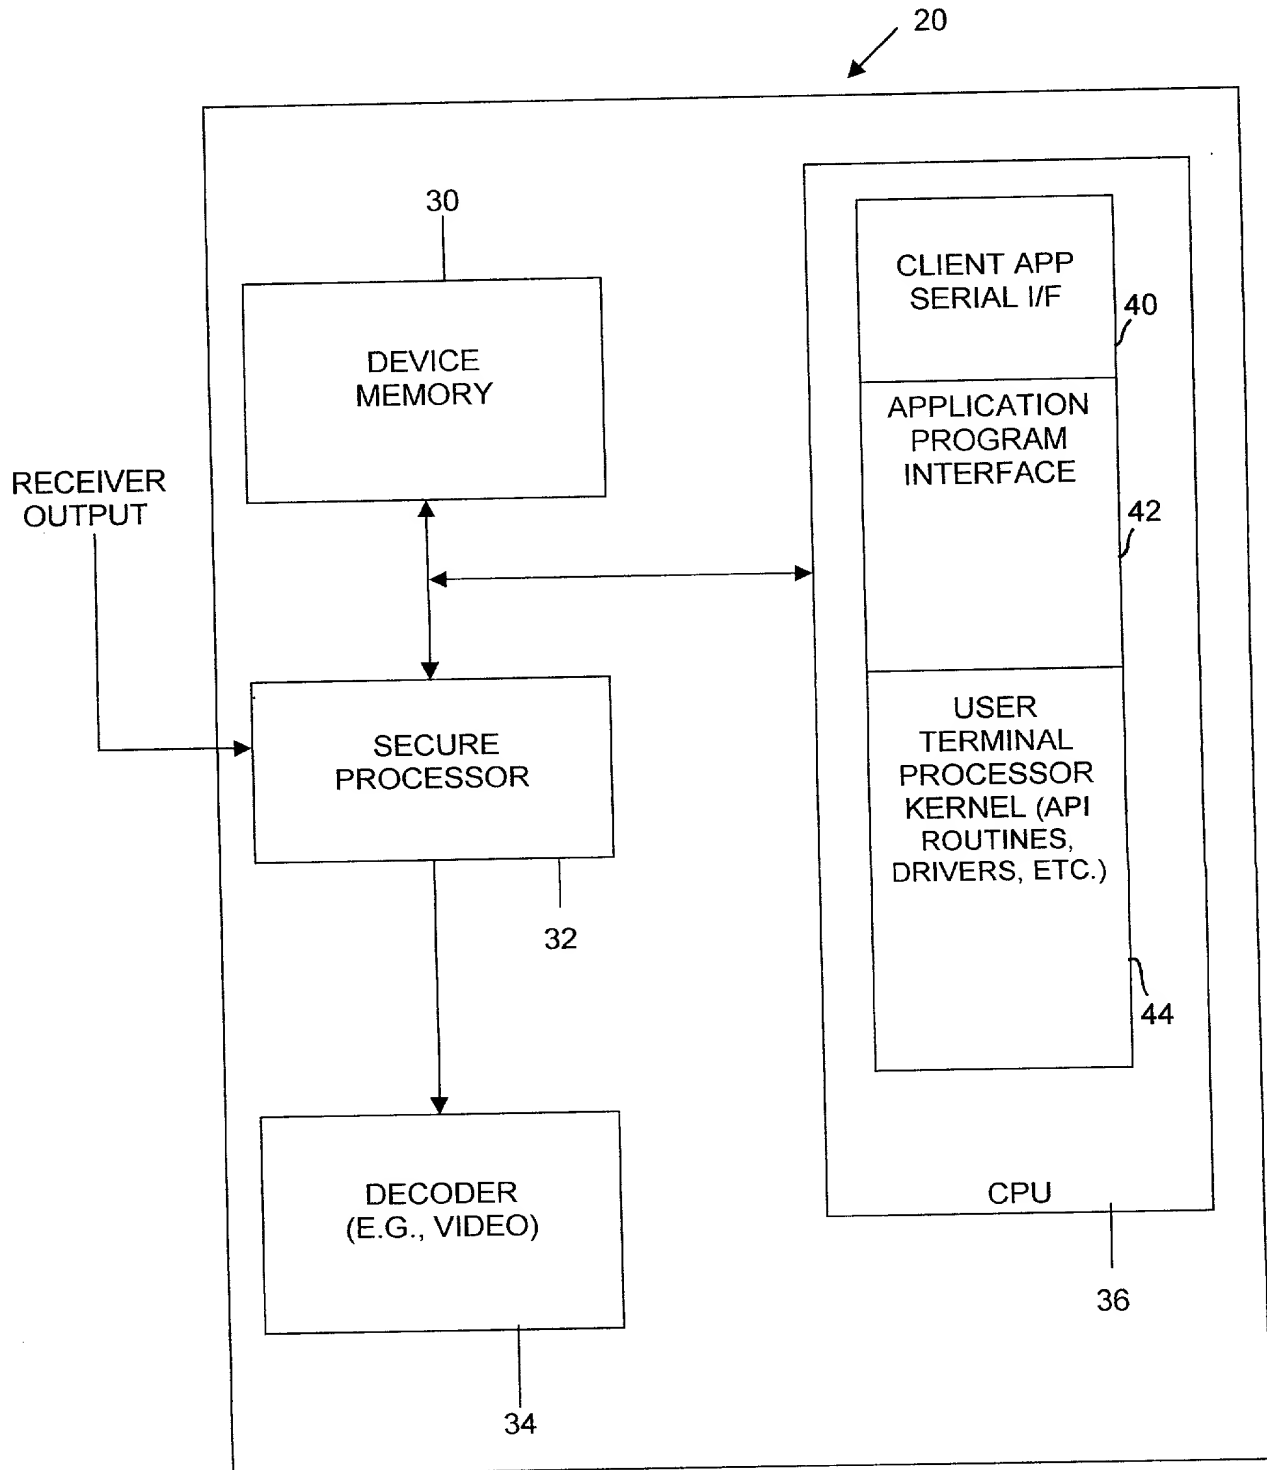 20
30
DEVICE
MEMORY
RECEIVER
OUTPUT
SECURE
PROCESSOR
32
DECODER
(E.G., VIDEO)
34
CLIENT APP
SERIAL I/F
40
APPLICATION
PROGRAM
INTERFACE
42
USER
TERMINAL
PROCESSOR
KERNEL (API
ROUTINES,
DRIVERS, ETC.)
44
CPU
36